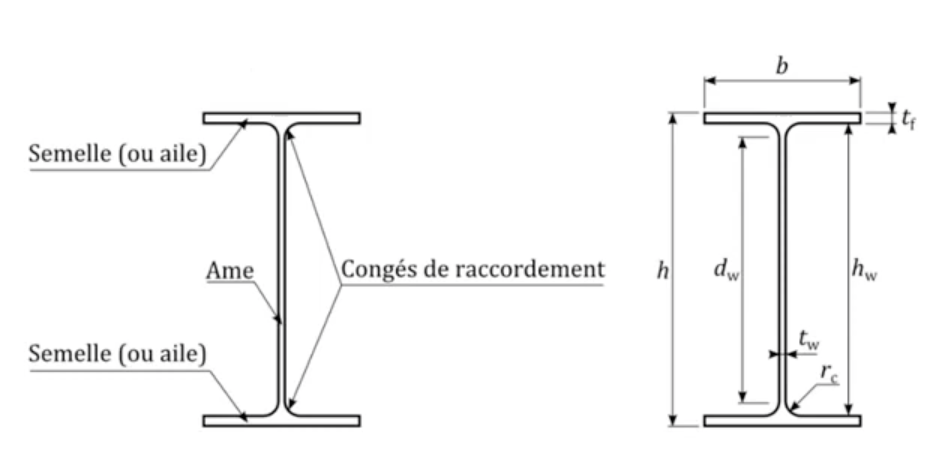 Semelle (ou aile)
Ame
Congés de raccordement
Semelle (ou aile)
b
t_f
h
d_w
h_w
t_w
r_c